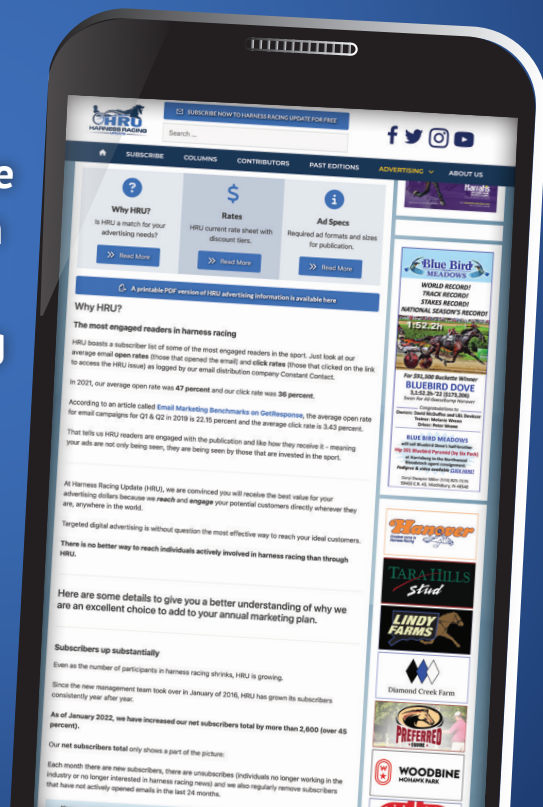 e
HRU
HARNESS RACING
UPDATE
SUBSCRIBE NOW TO HARNESS RACING UPDATE FOR FREE
Search ...
SUBSCRIBE
COLUMNS
CONTRIBUTORS
PAST EDITIONS
ADVERTISING
ABOUT US
Why HRU?
Is HRU a match for your
advertising needs?
Read More
$
Rates
HRU current rate sheet with
discount tiers.
Read More
Ad Specs
Required ad formats and sizes
for publication.
Read More
A printable PDF version of HRU advertising information is available here
Why HRU?
The most engaged readers in harness racing
HRU boasts a subscriber list of some of the most engaged readers in the sport. Just look at our
average email open rates (those that opened the email) and click rates (those that clicked on the link
to access the HRU issue) as logged by our email distribution company Constant Contact.
In 2021, our average open rate was 47 percent and our click rate was 36 percent.
According to an article called Email Marketing Benchmarks on GetResponse, the average open rate
for email campaigns for Q1 & Q2 in 2019 is 22.15 percent and the average click rate is 3.43 percent.
That tells us HRU readers are engaged with the publication and like how they receive it - meaning
your ads are not only being seen, they are being seen by those that are invested in the sport.
At Harness Racing Update (HRU), we are convinced you will receive the best value for your
advertising dollars because we reach and engage your potential customers directly wherever they
are, anywhere in the world.
Targeted digital advertising is without question the most effective way to reach your ideal customers.
There is no better way to reach individuals actively involved in harness racing than through
HRU.
Here are some details to give you a better understanding of why we
are an excellent choice to add to your annual marketing plan.
Subscribers up substantially
Even as the number of participants in harness racing shrinks, HRU is growing.
Since the new management team took over in January of 2016, HRU has grown its subscribers
consistently year after year.
As of January 2022, we have increased our net subscribers total by more than 2,600 (over 45
percent).
Our net subscribers total only shows a part of the picture:
Each month there are new subscribers, there are unsubscribes (individuals no longer working in the
industry or no longer interested in harness racing news) and we also regularly remove subscribers
that have not actively opened emails in the last 24 months.
Harrah's
Blue Bird
MEADOWS
WORLD RECORD!
TRACK RECORD!
STAKES RECORD!
NATIONAL SEASON'S RECORD!
1:52.2h
For $91,500 Buckette Winner
BLUEBIRD DOVE
3,1:52.2h-'22 ($173,206)
Congratulations to
BLUE BIRD MEADOWS
Hanover
TARA HILLS
Stud
LINDY
FARMS
Diamond Creek Farm
PREFERRED
EQUINE
WOODBINE
MOHAWK PARK